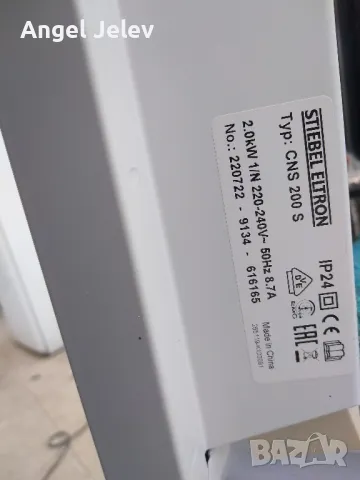 Angel Jelev
STIEBEL ELTRON
Typ: CNS 200 S
2.0kW 1/N 220-240V~ 50Hz 8.7A
No.: 220722 - 9134 - 616165
IP24
Made in China
BAZAR